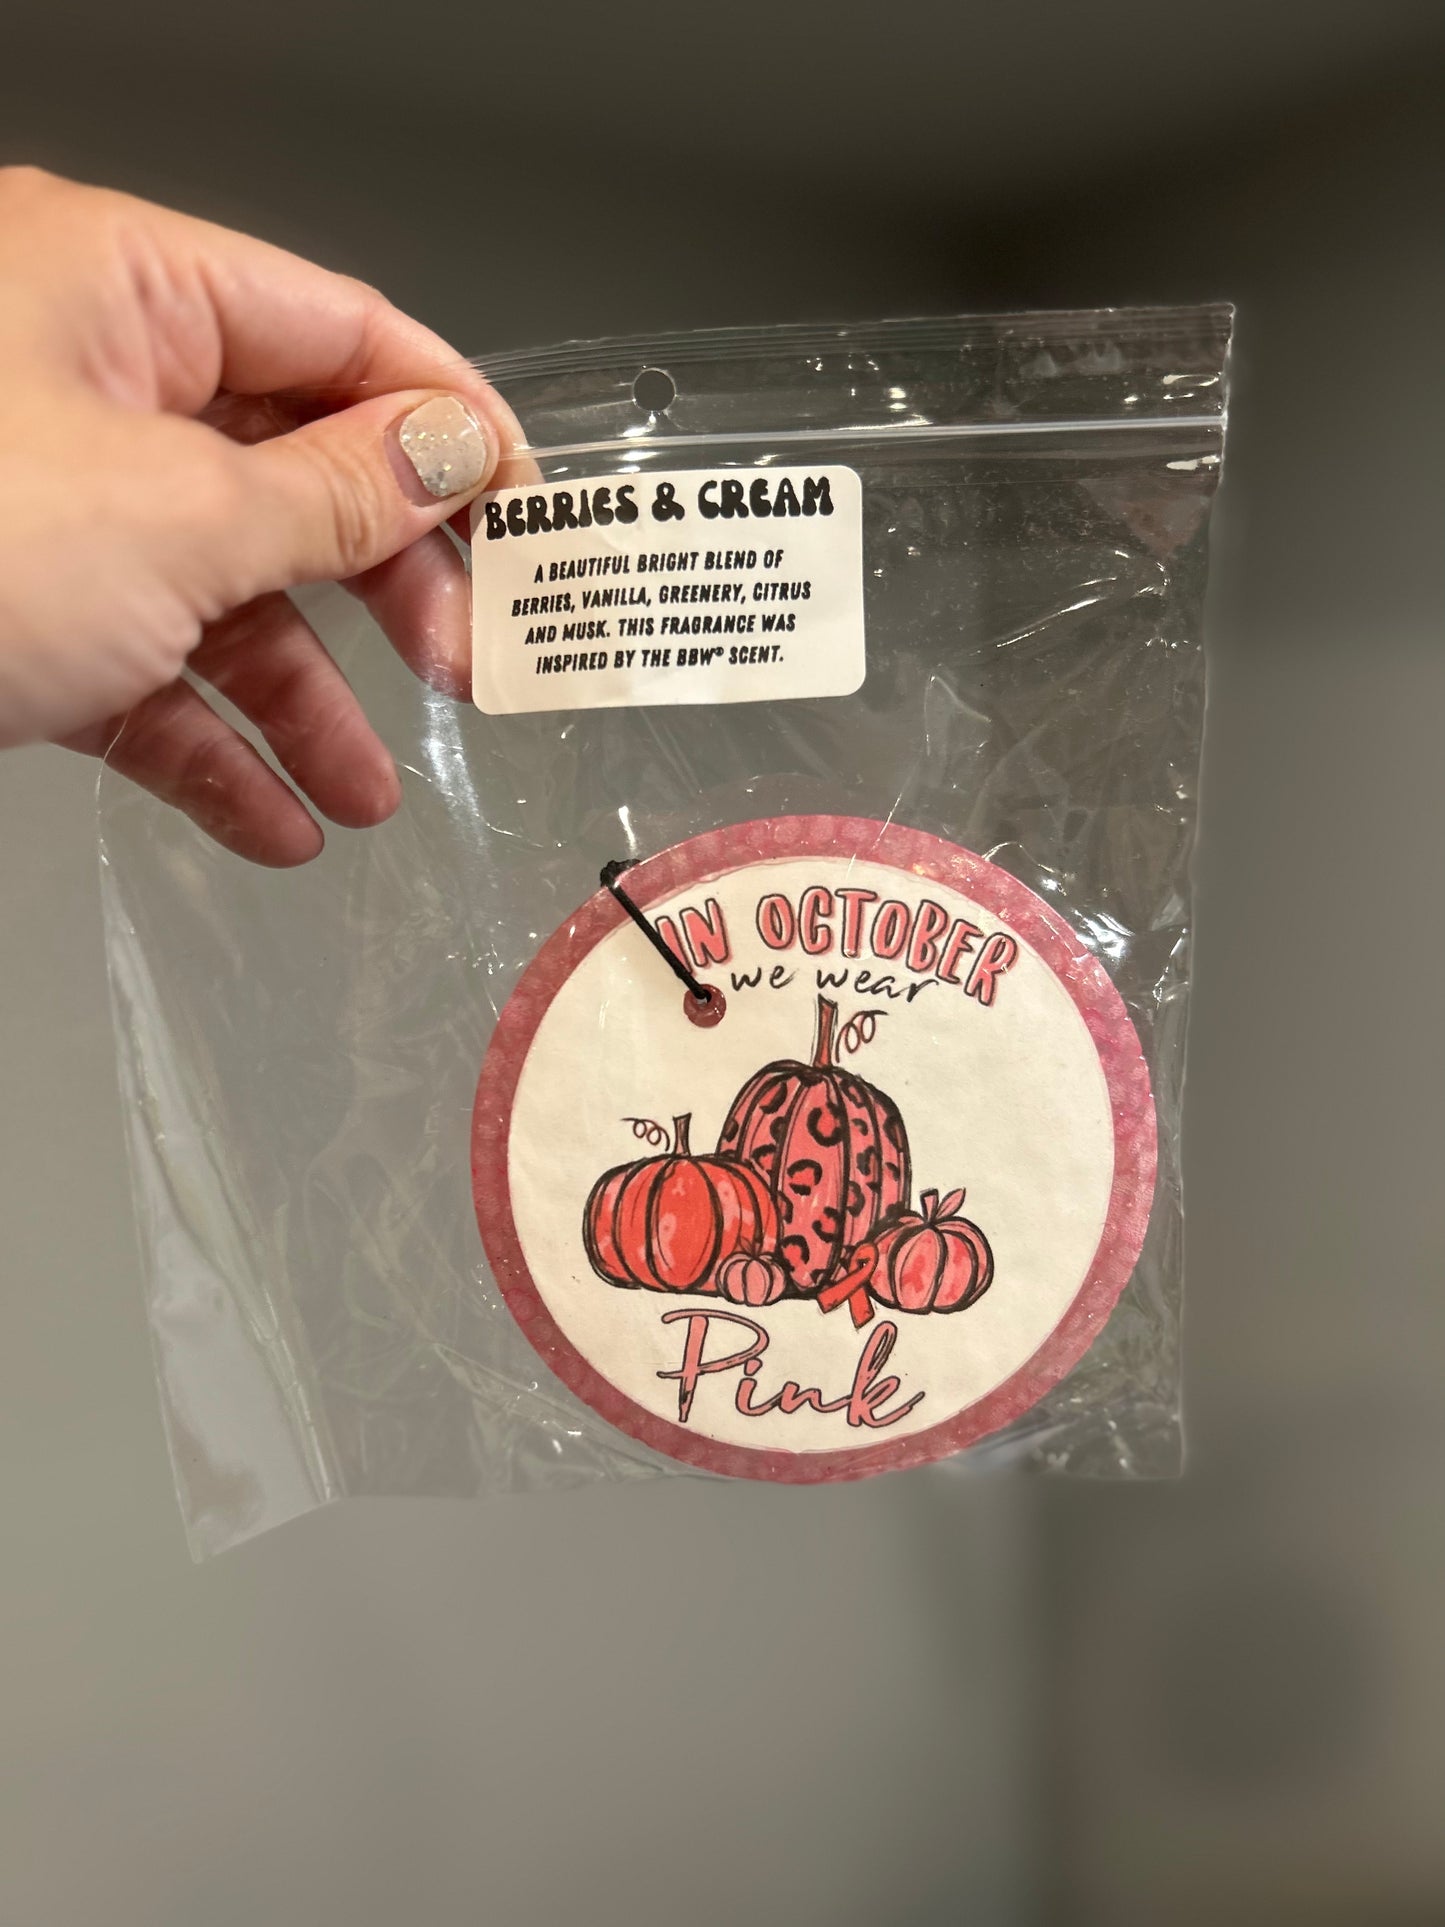 BERRIES & CREAM
A BEAUTIFUL BRIGHT BLEND OF
BERRIES, VANILLA, GREENERY, CITRUS
AND MUSK. THIS FRAGRANCE WAS
INSPIRED BY THE BBW® SCENT.
IN OCTOBER
we wear
Pink